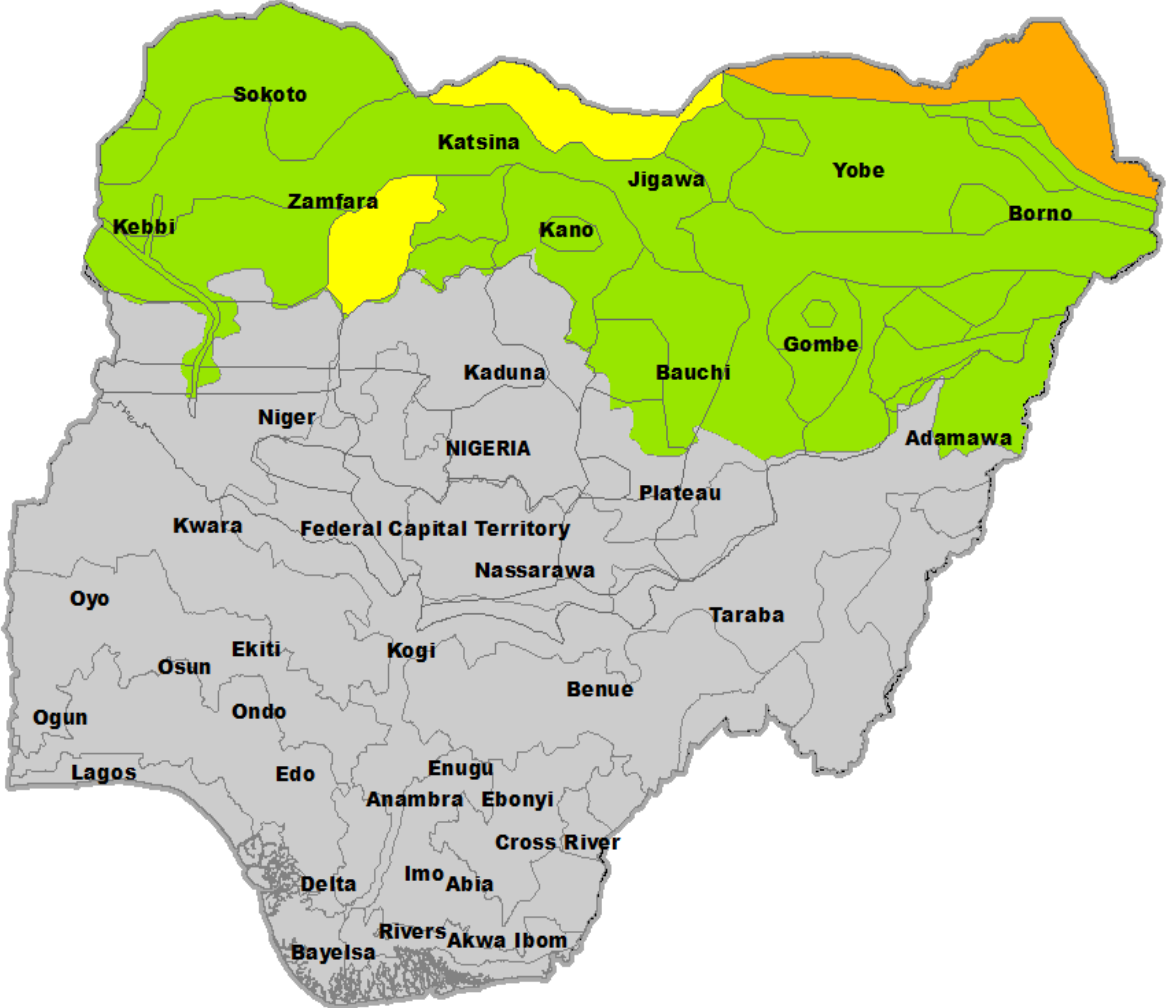 Sokoto
Katsina
Yobe
Jigawa
Zamfara
Borno
Kebbi
Kano
Gombe
Kaduna
Bauchi
Niger
Adamawa
NIGERIA
Plateau
Kwara
Federal Capital Territory
Nassarawa
Oyo
Taraba
Ekiti
Kogi
Osun
Benue
Ogun
Ondo
Enugu
Lagos
Edo
Anambra
Ebonyi
Cross River
Imo
Abia
Delta
Rivers
Akwa Ibom
Bayelsa